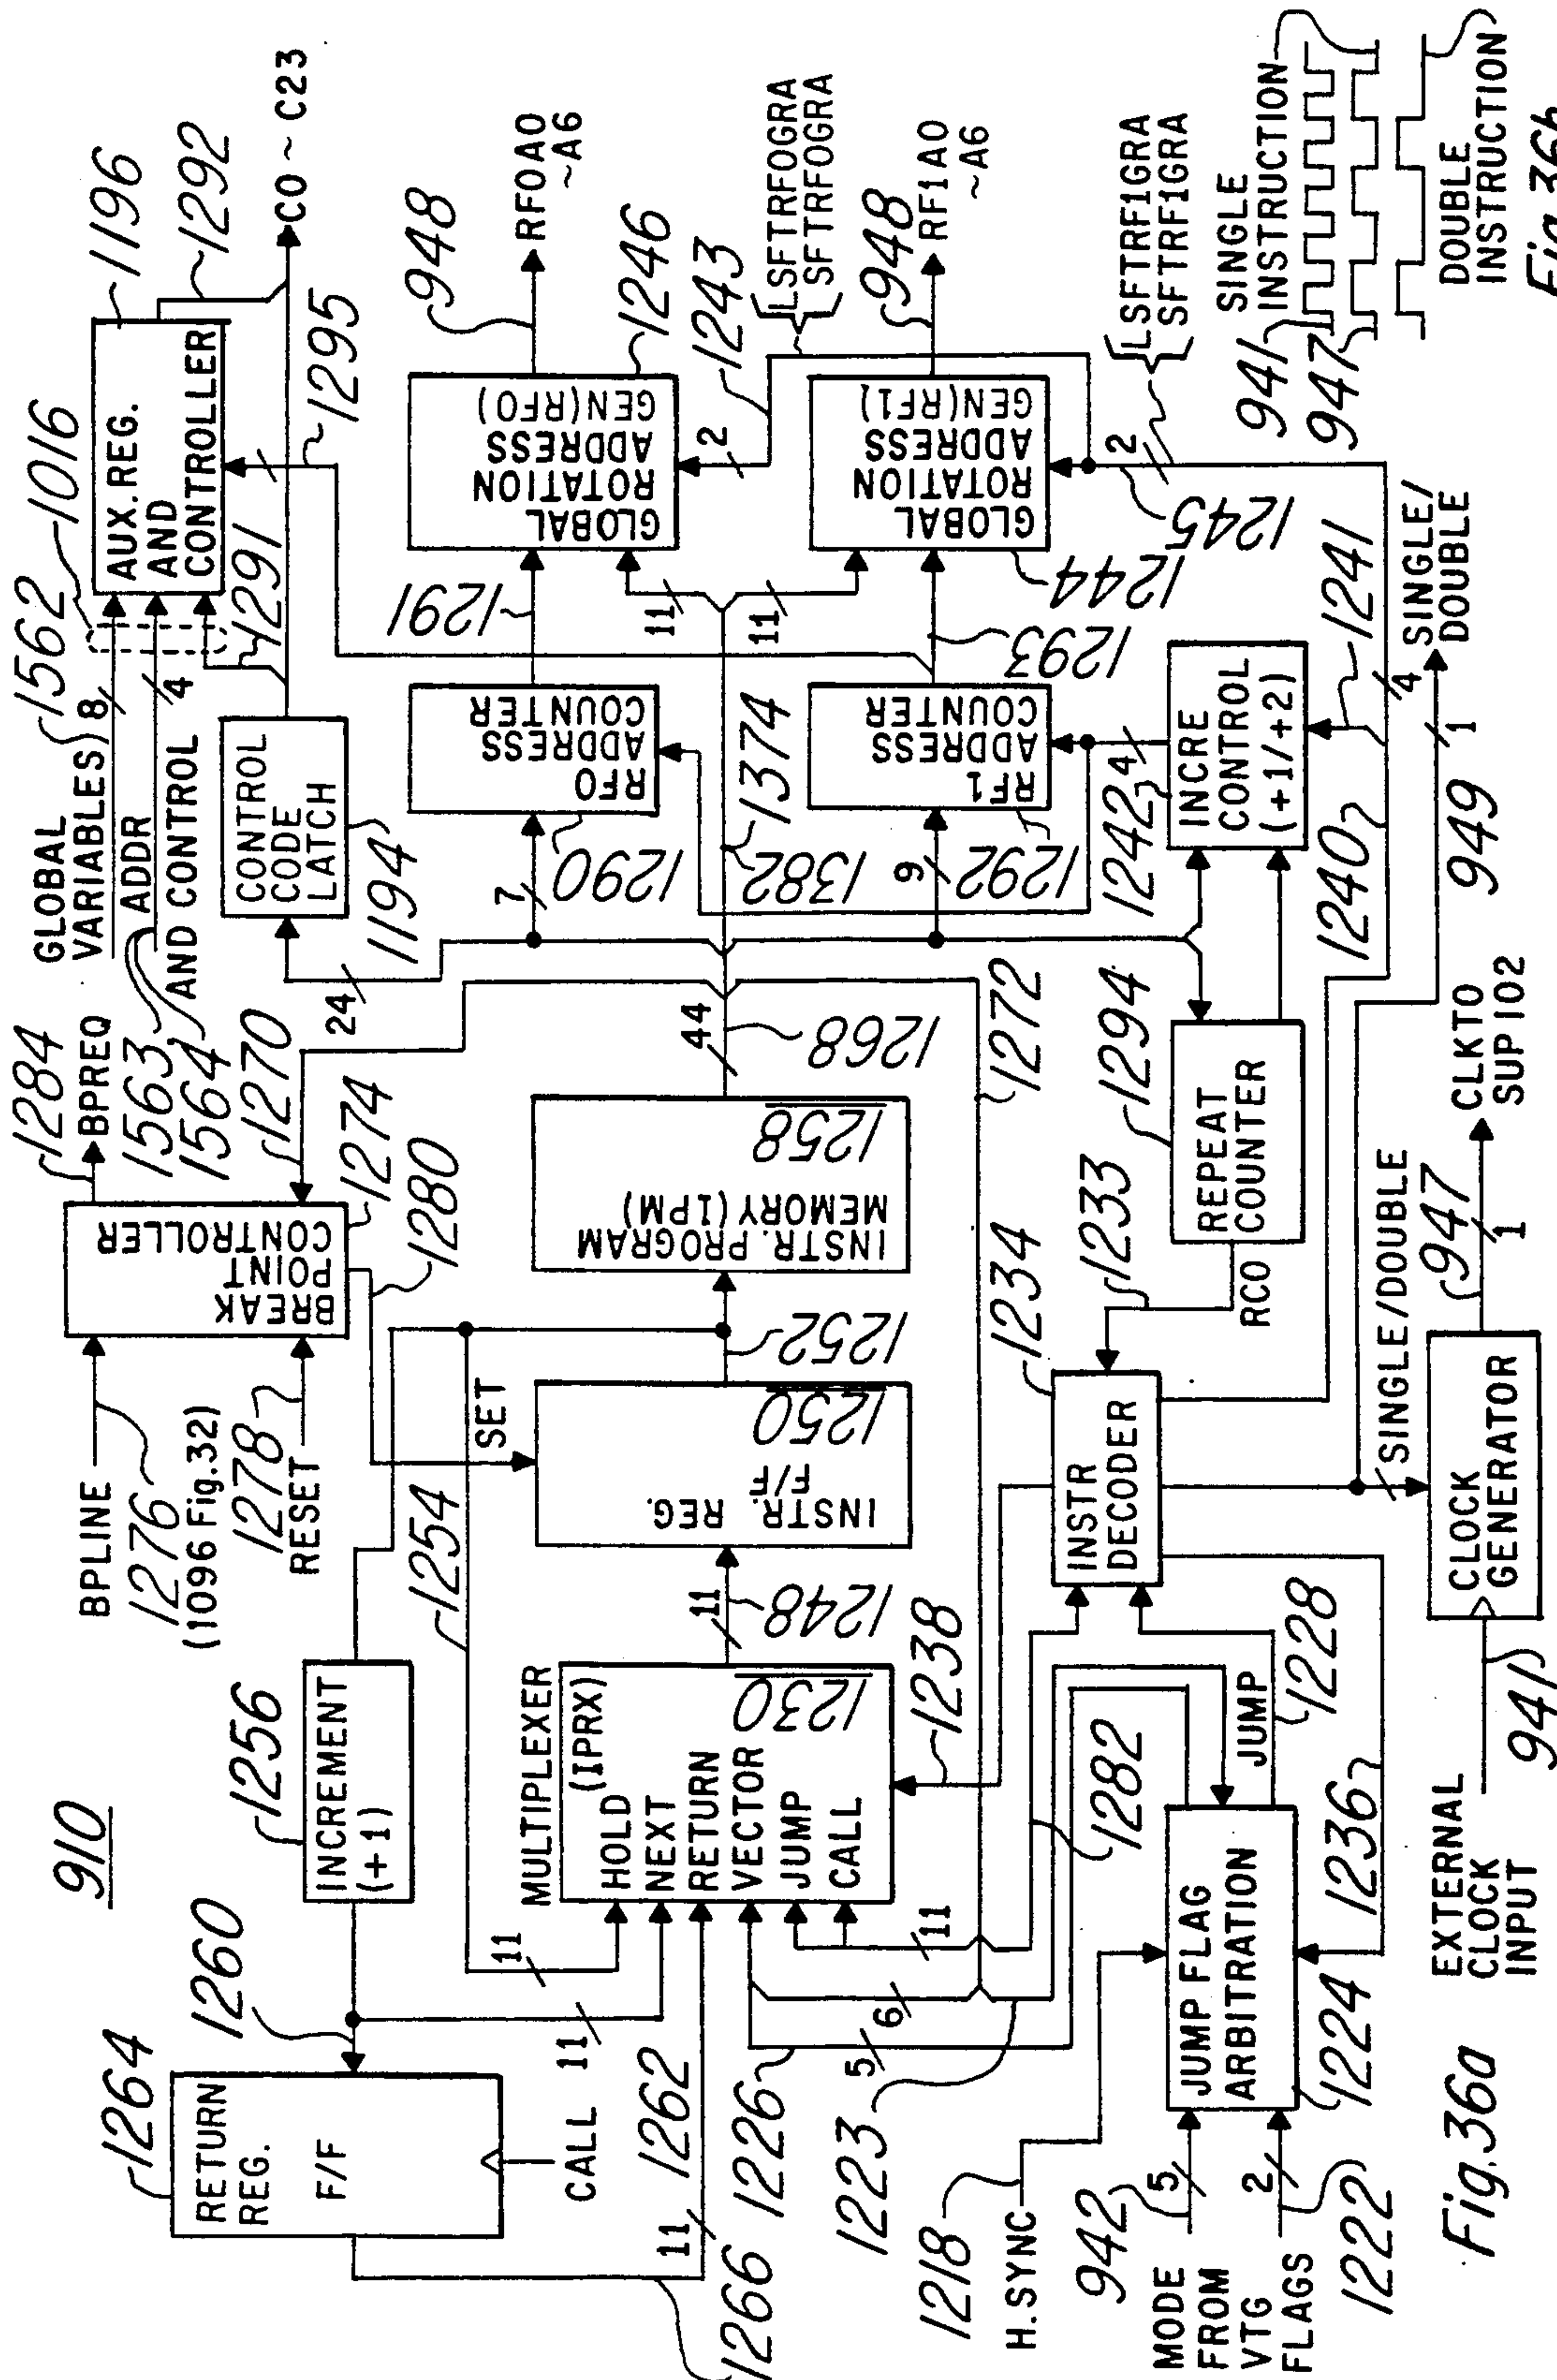 910
1264
RETURN
REG.
F/F
CALL
1260
1256
INCREMENT
(+1)
11
1262
11
1266
1254
11
BPLINE
1276
(1096 Fig.32)
1278
RESET
BREAK
POINT
CONTROLLER
1284
BPREQ
1563
1564
1270
1274
1280
SET
GLOBAL
VARIABLES
8
1562
1016
ADDR
4
AND CONTROL
AUX.REG.
AND
CONTROLLER
1196
1292
C0 ~ C23
1291
1295
CONTROL
CODE
LATCH
1194
24
MULTIPLEXER
(IPRX)
HOLD
NEXT
RETURN
VECTOR
JUMP
CALL
1230
11
1248
INSTR.
REG.
F/F
1250
1252
INSTR. PROGRAM
MEMORY (IPM)
1258
44
1268
1272
7
RF0
ADDRESS
COUNTER
1290
1291
1382
1374
11
11
GLOBAL
ROTATION
ADDRESS
GEN(RF0)
948
RF0A0
~A6
1246
1243
2
LSFTRF0GRA
SFTRF0GRA
9
RF1
ADDRESS
COUNTER
1292
1293
GLOBAL
ROTATION
ADDRESS
GEN(RF1)
1244
948
RF1A0
~A6
2
1245
LSFTRF1GRA
SFTRF1GRA
1242
4
INCRE
CONTROL
(+1/+2)
1241
1240
4
1294
REPEAT
COUNTER
1233
RCO
1234
INSTR
DECODER
1238
1282
11
6
5
1226
1223
1218
H.SYNC
942
5
MODE
FROM
VTG
FLAGS
2
1222
JUMP FLAG
ARBITRATION
1224
JUMP
1228
1236
EXTERNAL
CLOCK
INPUT
941
CLOCK
GENERATOR
SINGLE/DOUBLE
947
1
CLKTO
SUP102
SINGLE/
DOUBLE
1
949
SINGLE
INSTRUCTION
941
947
DOUBLE
INSTRUCTION
Fig.36a
Fig.36b